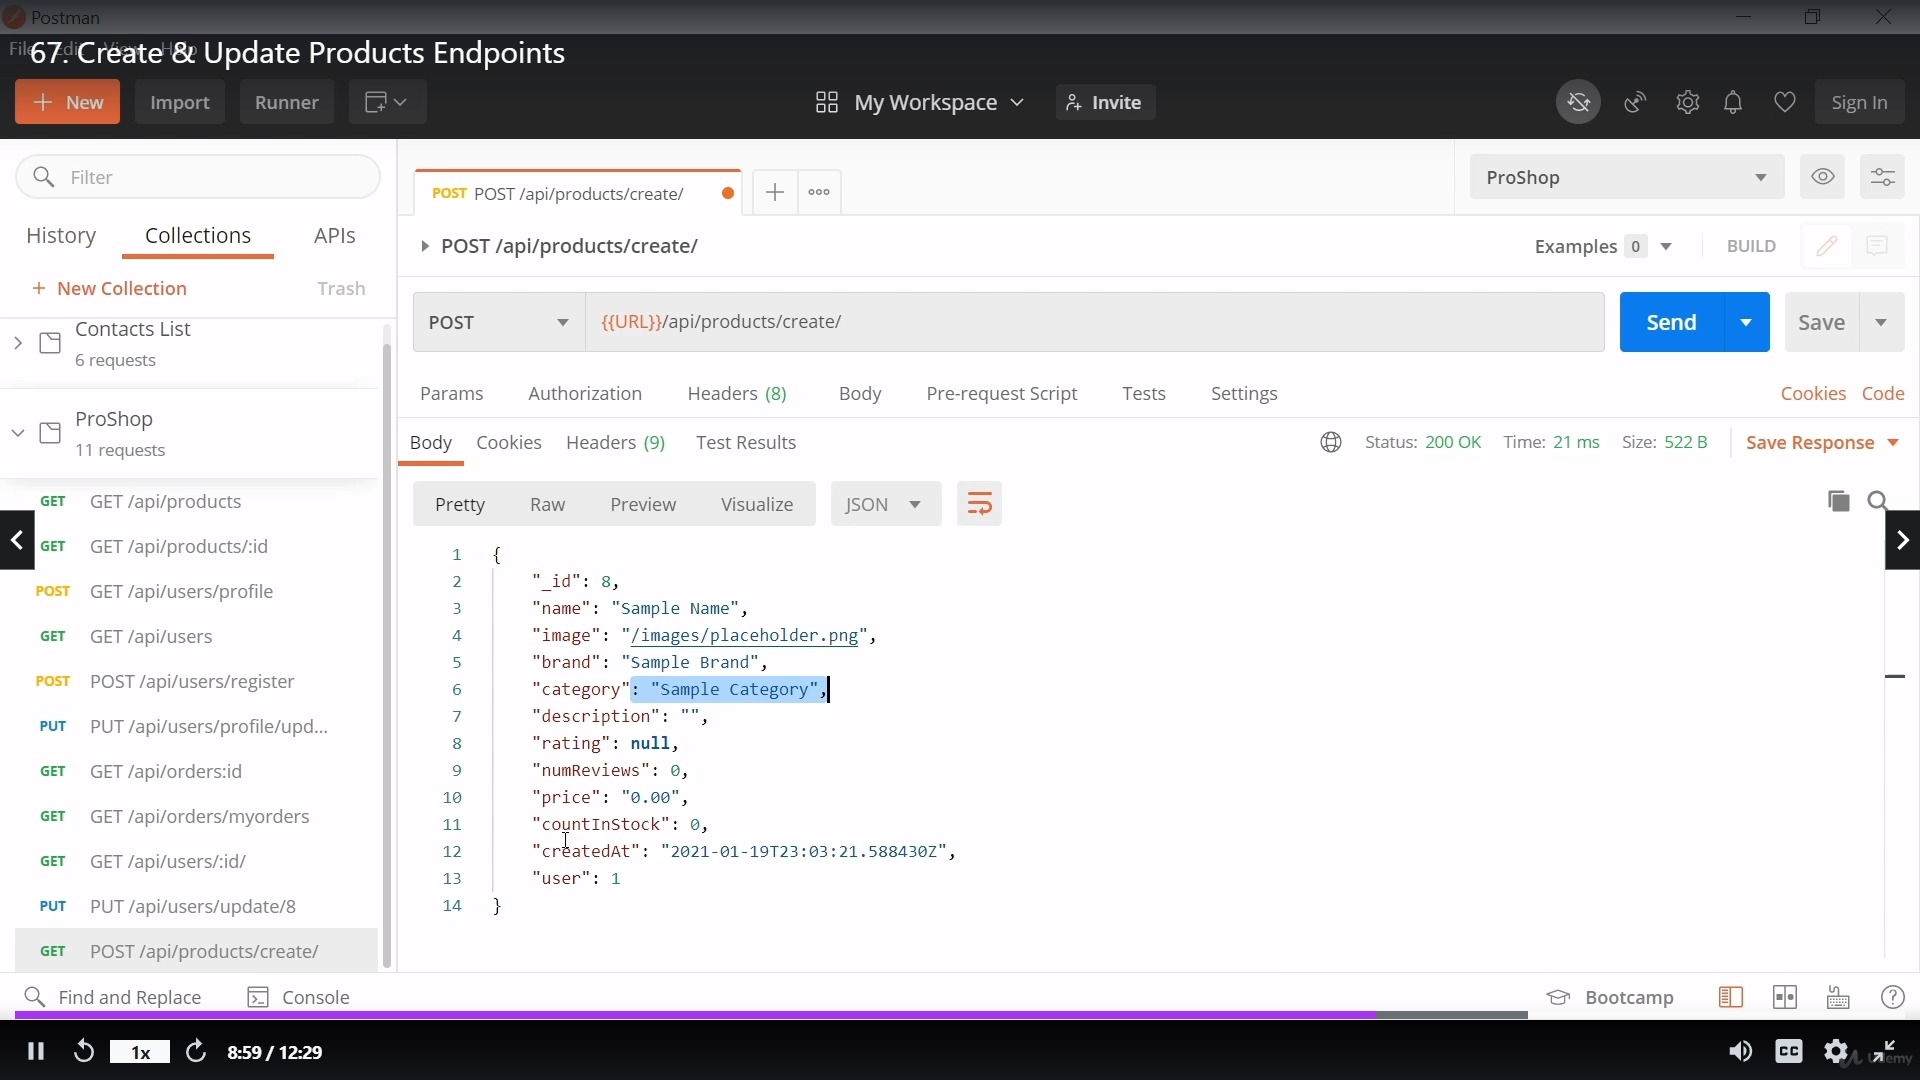 Postman
File Edit View Help
67. Create & Update Products Endpoints
New
Import
Runner
My Workspace
Invite
Sign In
Filter
History
Collections
APIs
+ New Collection
Trash
Contacts List
6 requests
ProShop
11 requests
GET GET /api/products
GET GET /api/products/:id
POST GET /api/users/profile
GET GET /api/users
POST POST /api/users/register
PUT PUT /api/users/profile/upd...
GET GET /api/orders:id
GET GET /api/orders/myorders
GET GET /api/users/:id/
PUT PUT /api/users/update/8
GET POST /api/products/create/
POST POST /api/products/create/
ProShop
POST /api/products/create/
Examples 0
BUILD
POST
{{URL}}/api/products/create/
Send
Save
Params
Authorization
Headers (8)
Body
Pre-request Script
Tests
Settings
Cookies
Code
Body
Cookies
Headers (9)
Test Results
Status: 200 OK
Time: 21 ms
Size: 522 B
Save Response
Pretty
Raw
Preview
Visualize
JSON
1 {
2 "_id": 8,
3 "name": "Sample Name",
4 "image": "/images/placeholder.png",
5 "brand": "Sample Brand",
6 "category": "Sample Category",
7 "description": "",
8 "rating": null,
9 "numReviews": 0,
10 "price": "0.00",
11 "countInStock": 0,
12 "createdAt": "2021-01-19T23:03:21.588430Z",
13 "user": 1
14 }
Find and Replace
Console
Bootcamp
1x
8:59 / 12:29
CC
Udemy